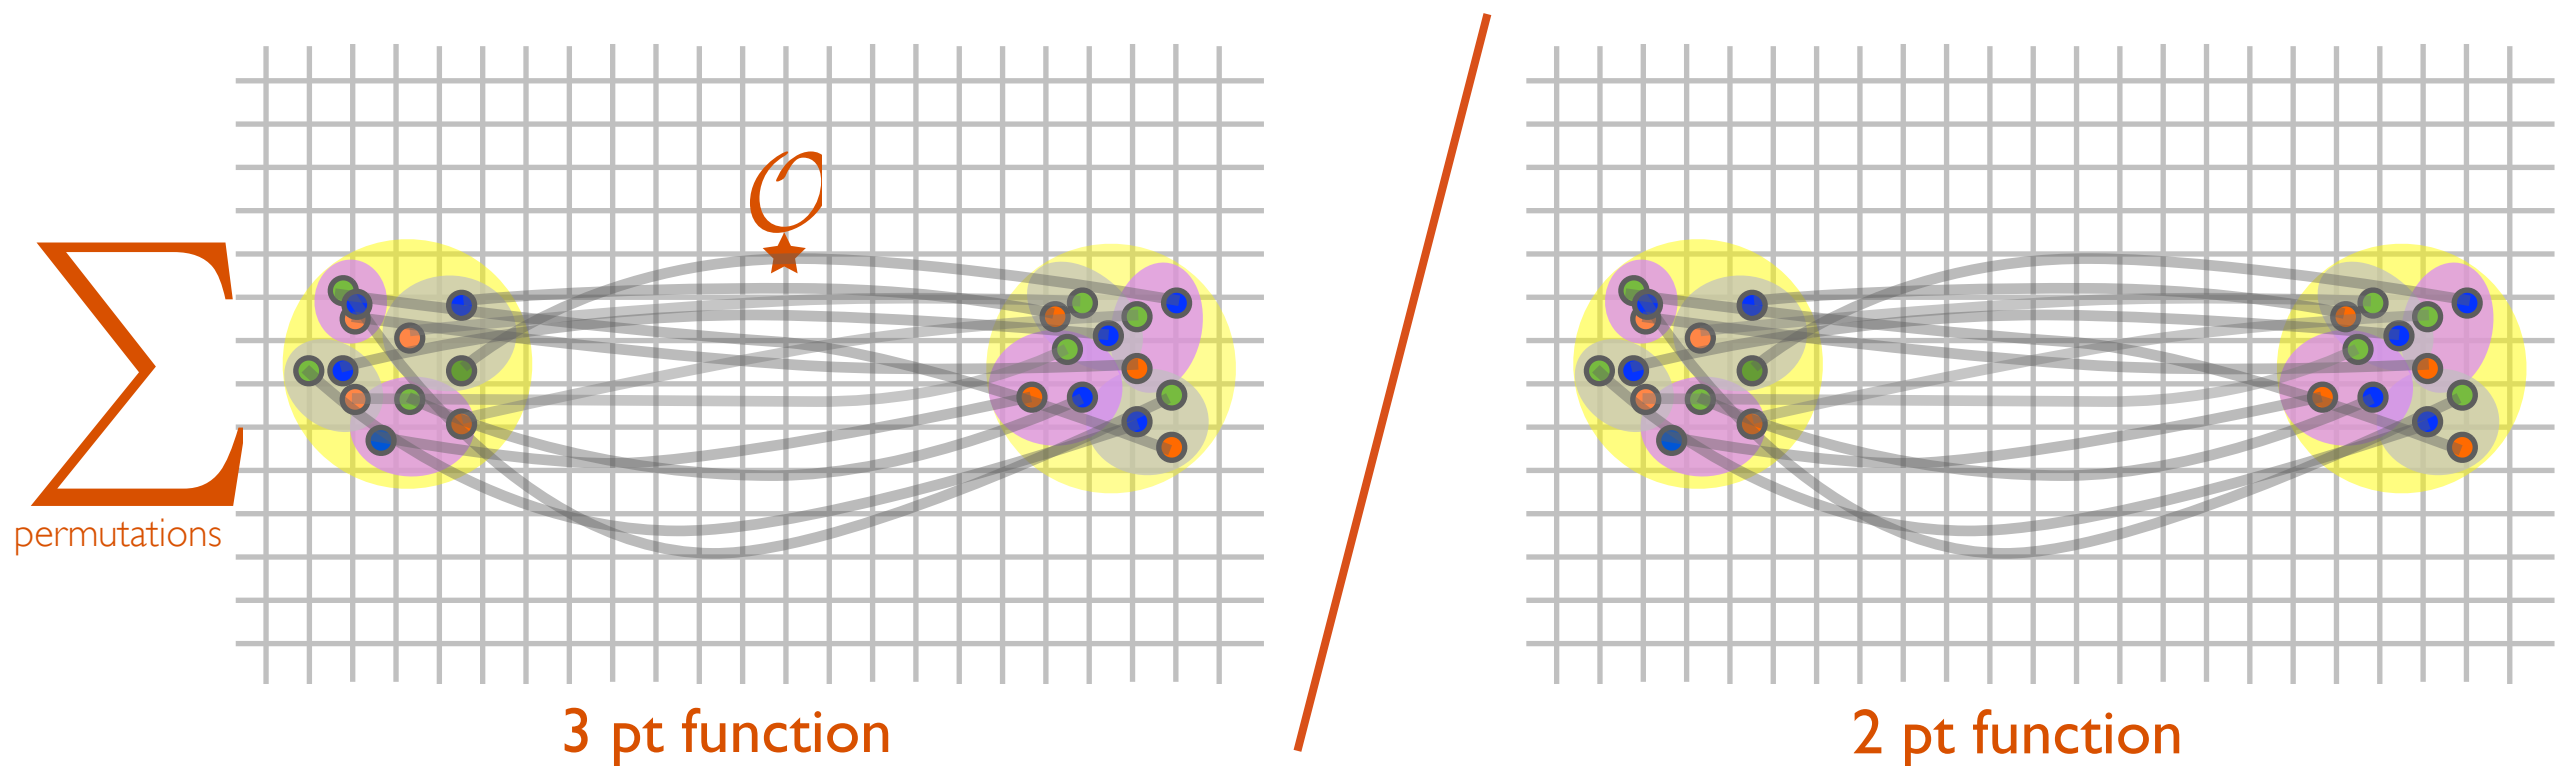 O
Σ
permutations
3 pt function
2 pt function